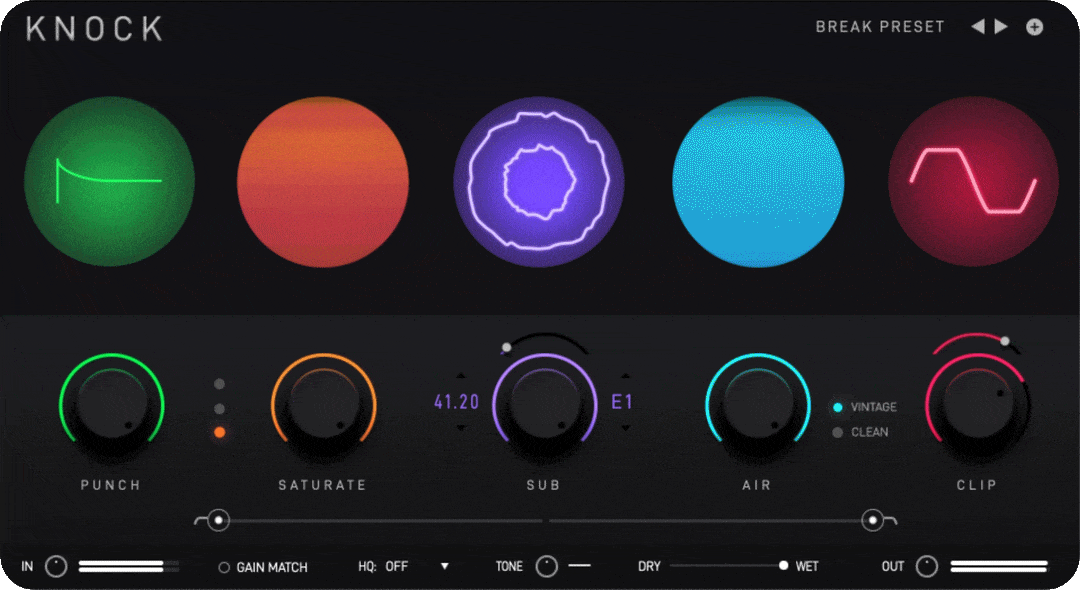 KNOCK
BREAK PRESET
41.20
E1
VINTAGE
CLEAN
PUNCH
SATURATE
SUB
AIR
CLIP
IN
GAIN MATCH
HQ: OFF
TONE
DRY
WET
OUT